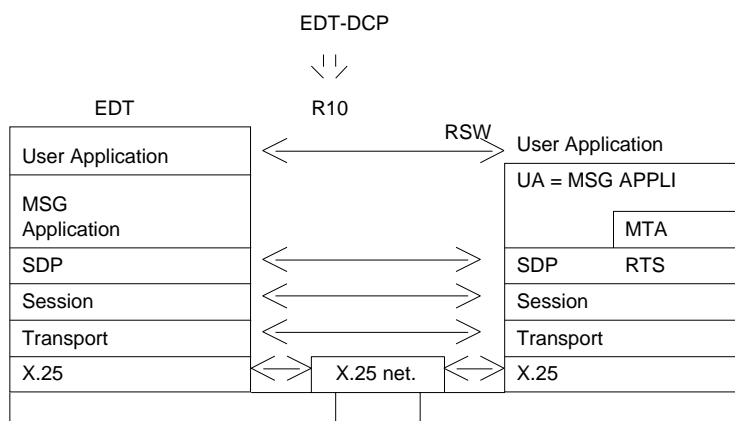 EDT-DCP
EDT
R10
RSW
User Application
User Application
UA = MSG APPLI
MSG
Application
MTA
SDP
SDP
RTS
Session
Session
Transport
Transport
X.25
X.25 net.
X.25